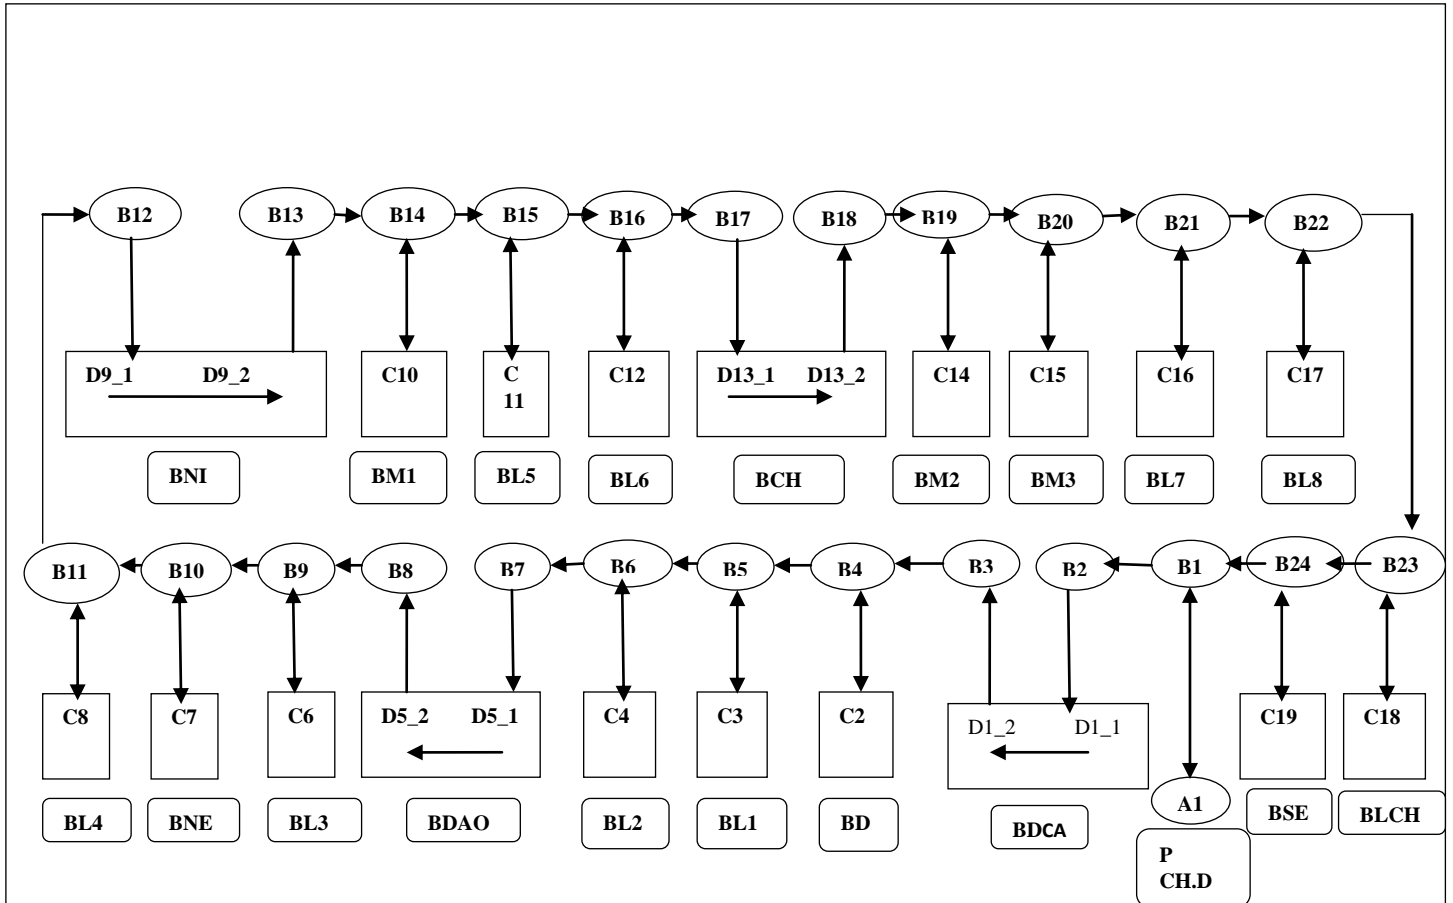 B12 B13 B14 B15 B16 B17 B18 B19 B20 B21 B22
D9_1 D9_2 C10 C
11 C12 D13_1 D13_2 C14 C15 C16 C17
BNI BM1 BL5 BL6 BCH BM2 BM3 BL7 BL8
B11 B10 B9 B8 B7 B6 B5 B4 B3 B2 B1 B24 B23
C8 C7 C6 D5_2 D5_1 C4 C3 C2 D1_2 D1_1 C19 C18
A1
BL4 BNE BL3 BDAO BL2 BL1 BD BDCA BSE BLCH
P
CH.D